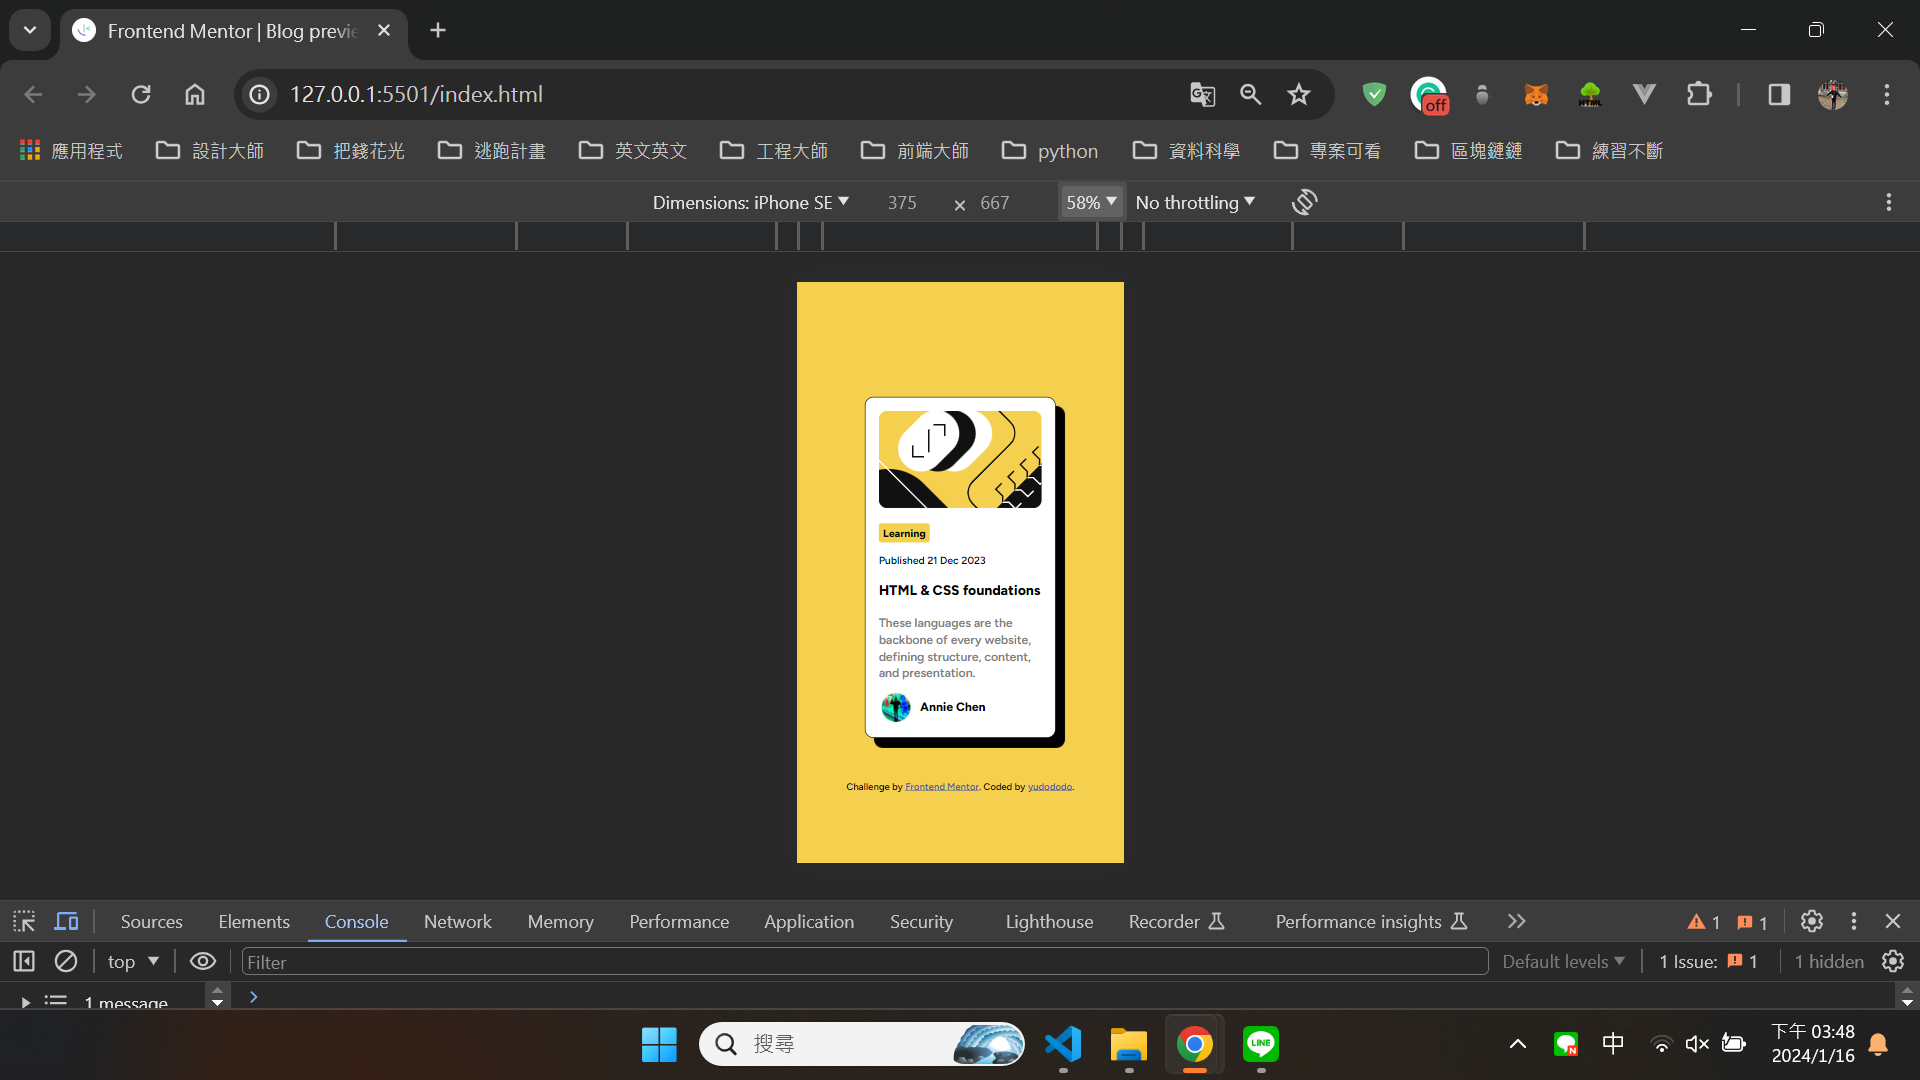 Frontend Mentor | Blog previe
127.0.0.1:5501/index.html
off
HTML
應用程式
設計大師
把錢花光
逃跑計畫
英文英文
工程大師
前端大師
python
資料科學
專案可看
區塊鏈鏈
練習不斷
Dimensions: iPhone SE
375
×
667
58%
No throttling
Learning
Published 21 Dec 2023
HTML & CSS foundations
These languages are the
backbone of every website,
defining structure, content,
and presentation.
Annie Chen
Challenge by Frontend Mentor. Coded by yudododo.
Sources
Elements
Console
Network
Memory
Performance
Application
Security
Lighthouse
Recorder
Performance insights
1
1
top
Filter
Default levels
1 Issue:
1
1 hidden
1 message
搜尋
LINE
N
中
下午 03:48
2024/1/16